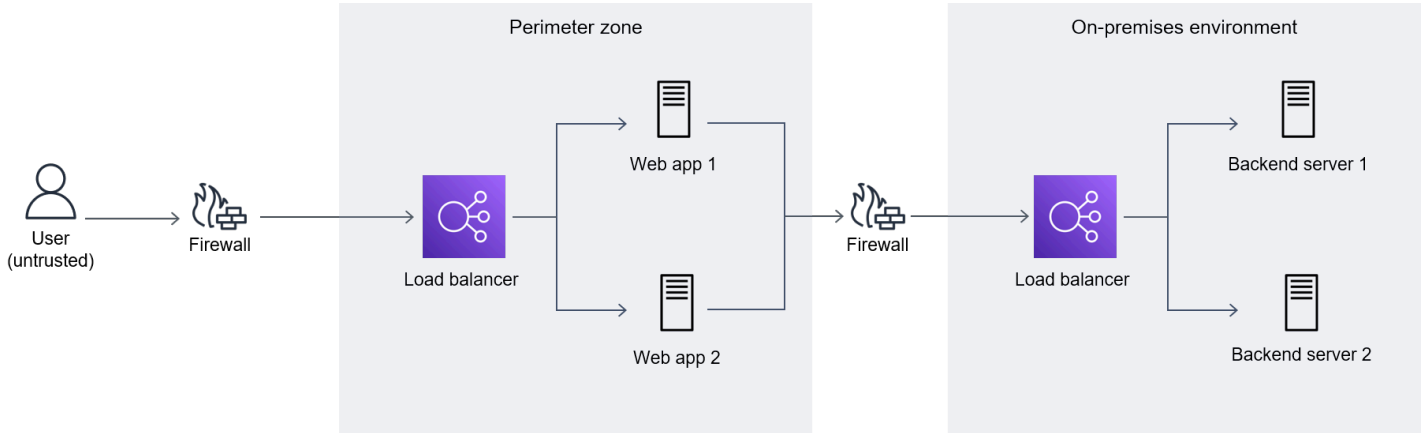 Perimeter zone
On-premises environment
Web app 1
Backend server 1
User
(untrusted)
Firewall
Load balancer
Firewall
Load balancer
Web app 2
Backend server 2